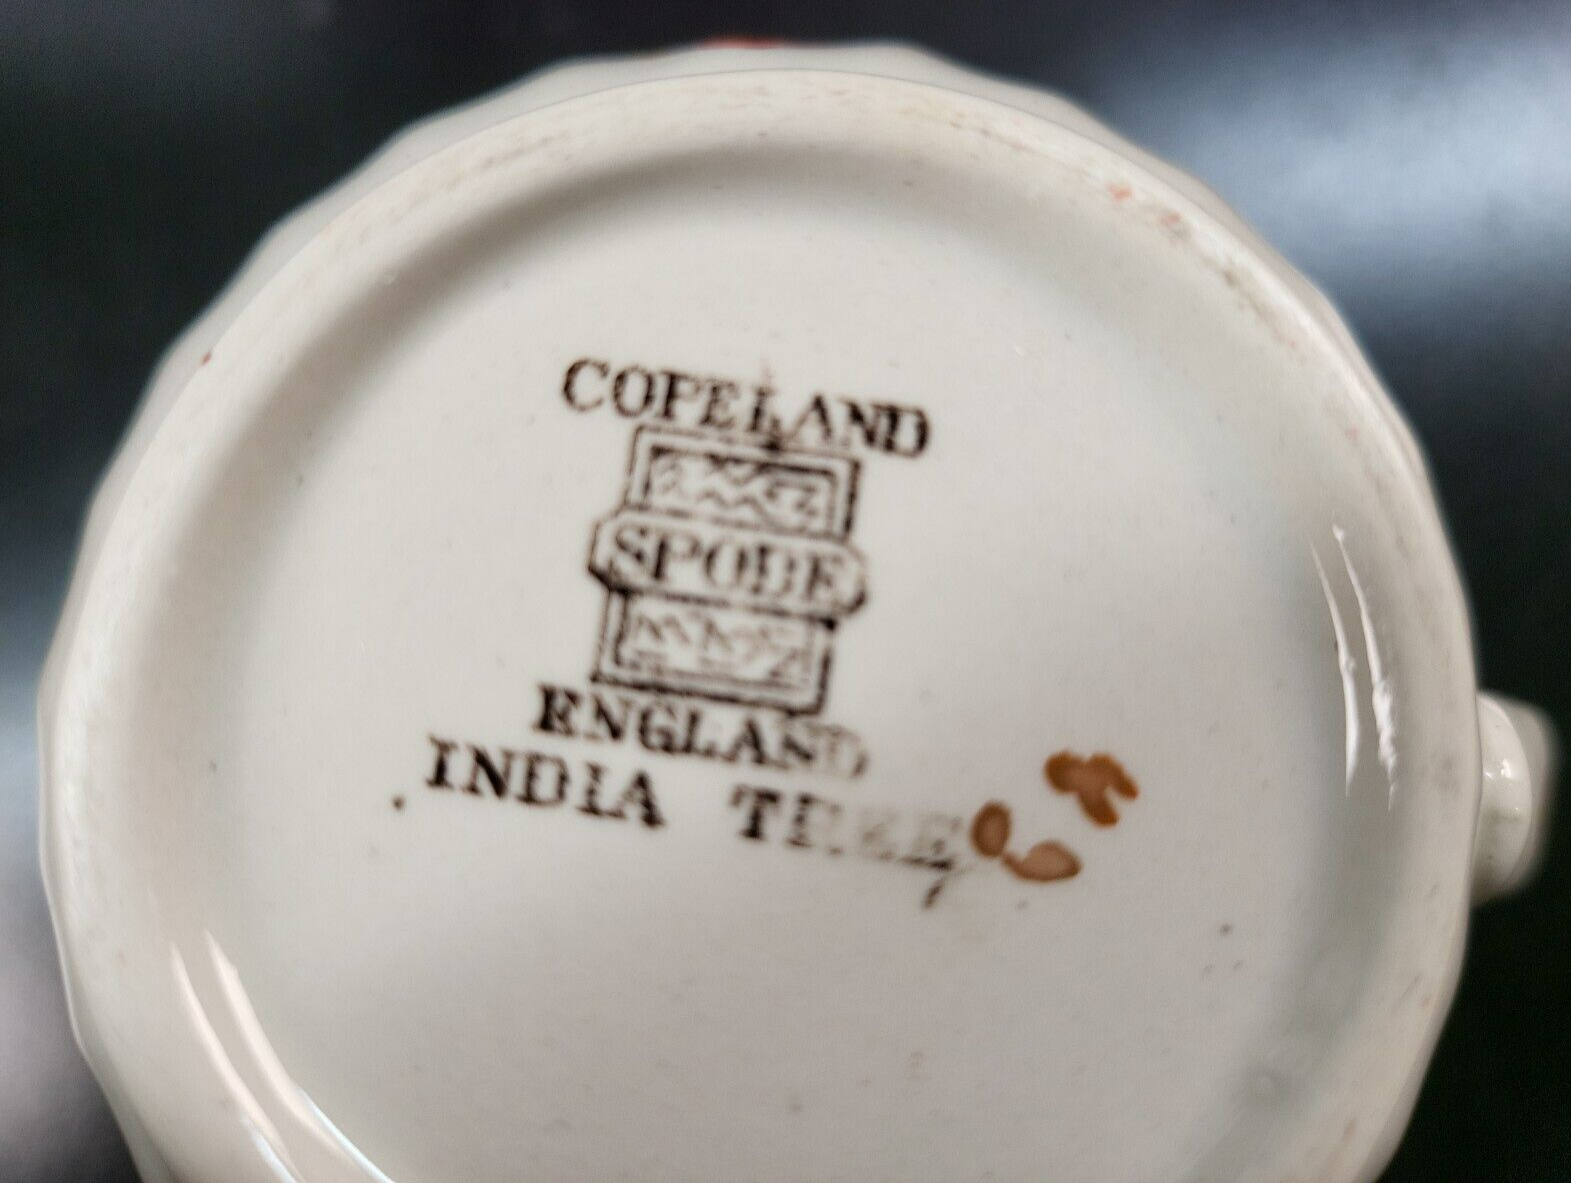 COPELAND
SPODE
ENGLAND
INDIA TREE